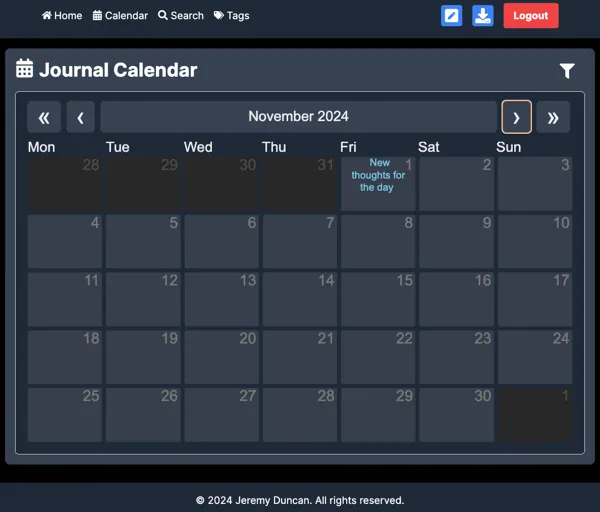 Home Calendar Search Tags Logout
Journal Calendar
« ‹ November 2024 › »
Mon Tue Wed Thu Fri Sat Sun
28 29 30 31 1 2 3
New
thoughts for
the day
4 5 6 7 8 9 10
11 12 13 14 15 16 17
18 19 20 21 22 23 24
25 26 27 28 29 30 1
© 2024 Jeremy Duncan. All rights reserved.